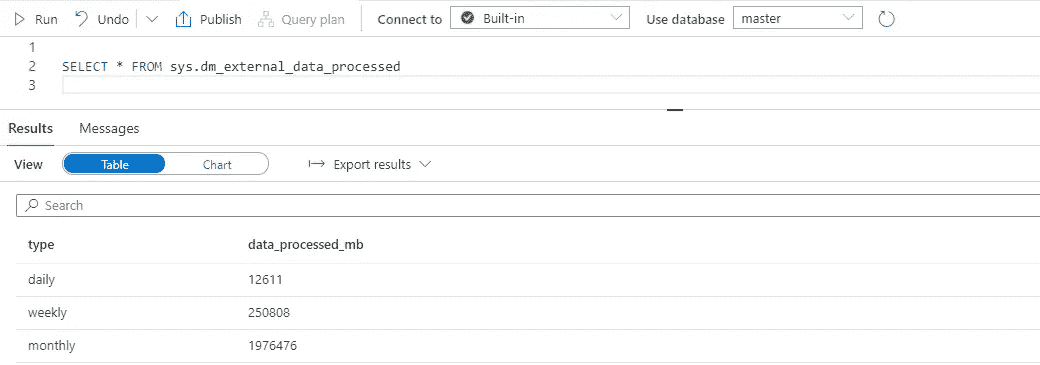 Run Undo Publish Query plan Connect to Built-in Use database master
1
2 SELECT * FROM sys.dm_external_data_processed
3
Results Messages
View Table Chart Export results
Search
type data_processed_mb
daily 12611
weekly 250808
monthly 1976476